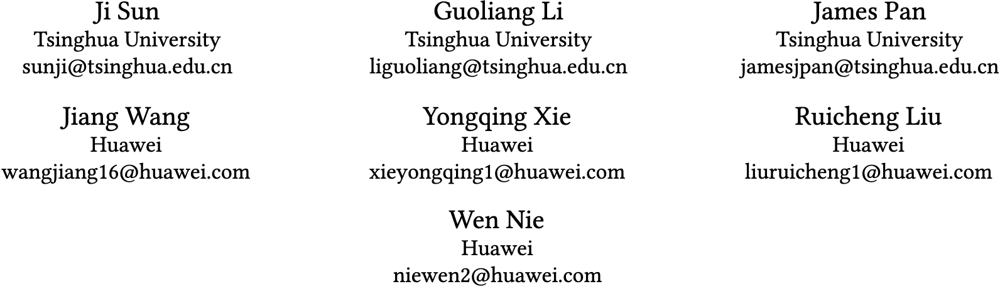 Ji Sun
Tsinghua University
sunji@tsinghua.edu.cn
Guoliang Li
Tsinghua University
liguoliang@tsinghua.edu.cn
James Pan
Tsinghua University
jamesjpan@tsinghua.edu.cn
Jiang Wang
Huawei
wangjiang16@huawei.com
Yongqing Xie
Huawei
xieyongqing1@huawei.com
Ruicheng Liu
Huawei
liuruicheng1@huawei.com
Wen Nie
Huawei
niewen2@huawei.com